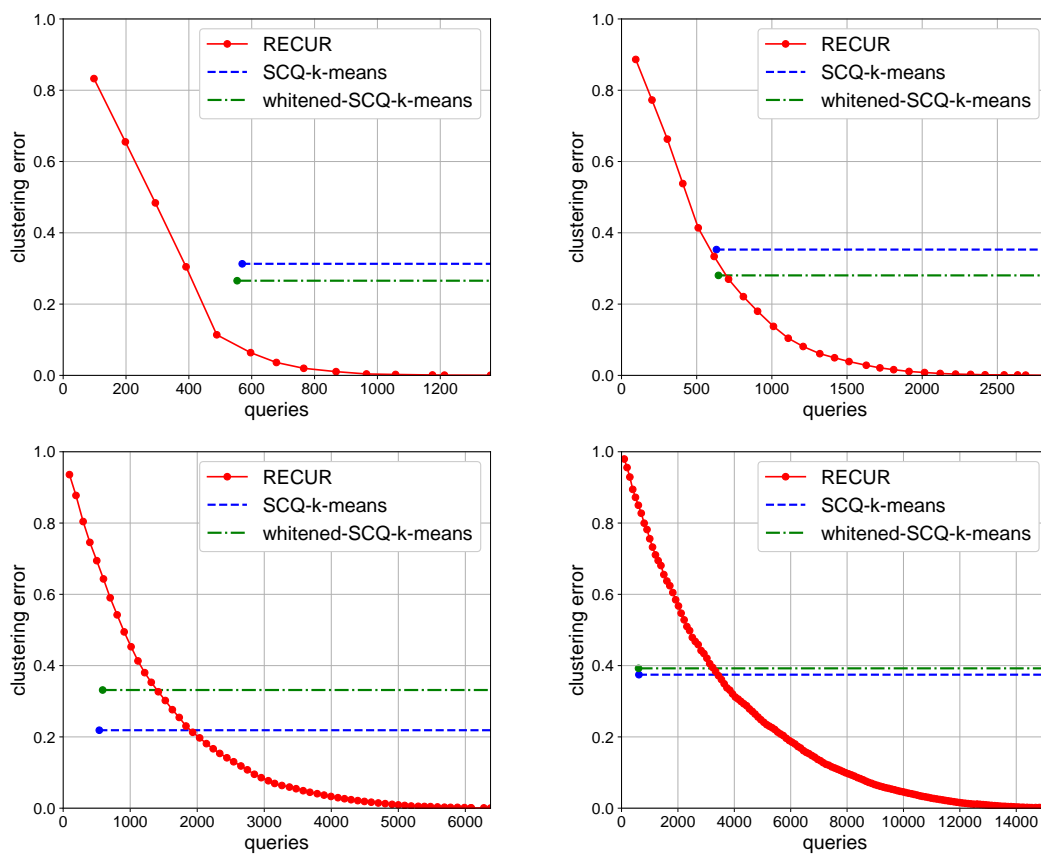 1.0
0.8
0.6
0.4
0.2
0.0
clustering error
0 200 400 600 800 1000 1200
queries
RECUR
SCQ-k-means
whitened-SCQ-k-means
1.0
0.8
0.6
0.4
0.2
0.0
clustering error
0 500 1000 1500 2000 2500
queries
RECUR
SCQ-k-means
whitened-SCQ-k-means
1.0
0.8
0.6
0.4
0.2
0.0
clustering error
0 1000 2000 3000 4000 5000 6000
queries
RECUR
SCQ-k-means
whitened-SCQ-k-means
1.0
0.8
0.6
0.4
0.2
0.0
clustering error
0 2000 4000 6000 8000 10000 12000 14000
queries
RECUR
SCQ-k-means
whitened-SCQ-k-means